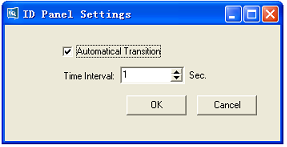 ID Panel Settings
Automatical Transition
Time Interval: 1 Sec.
OK Cancel